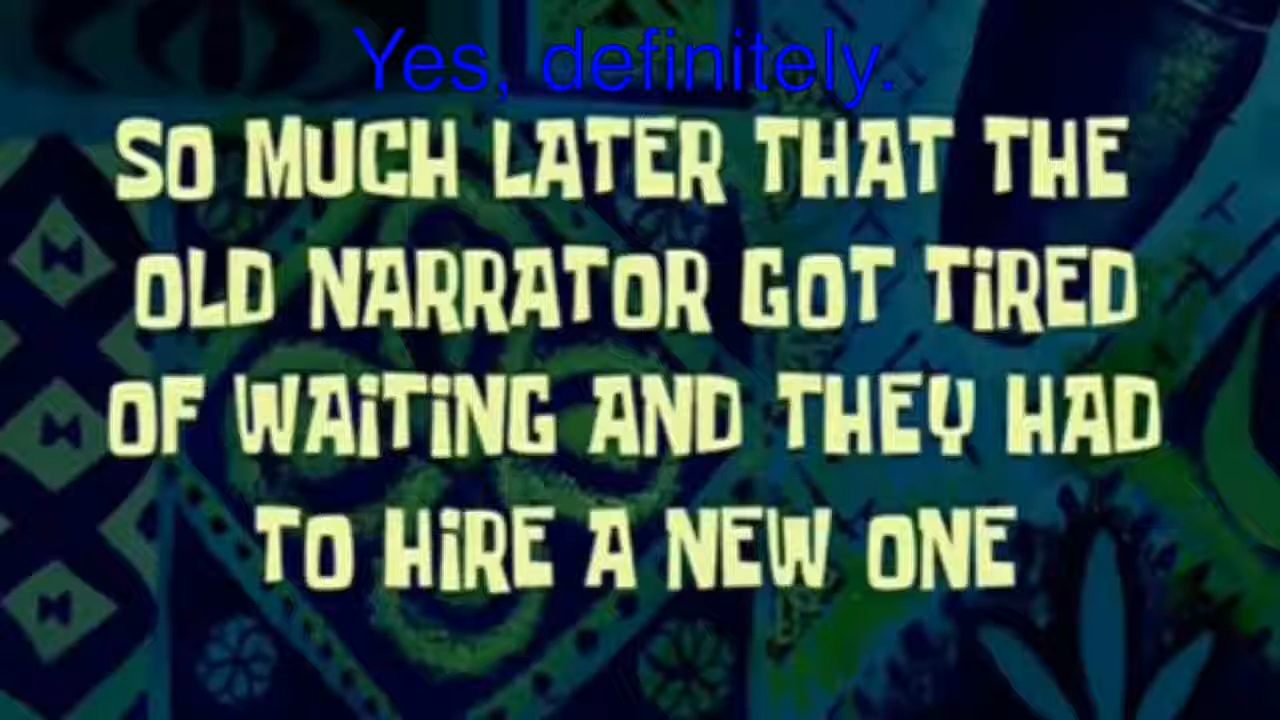 Yes, definitely.
SO MUCH LATER THAT THE
OLD NARRATOR GOT TiRED
OF WAiTiNG AND THEY HAD
TO HiRE A NEW ONE